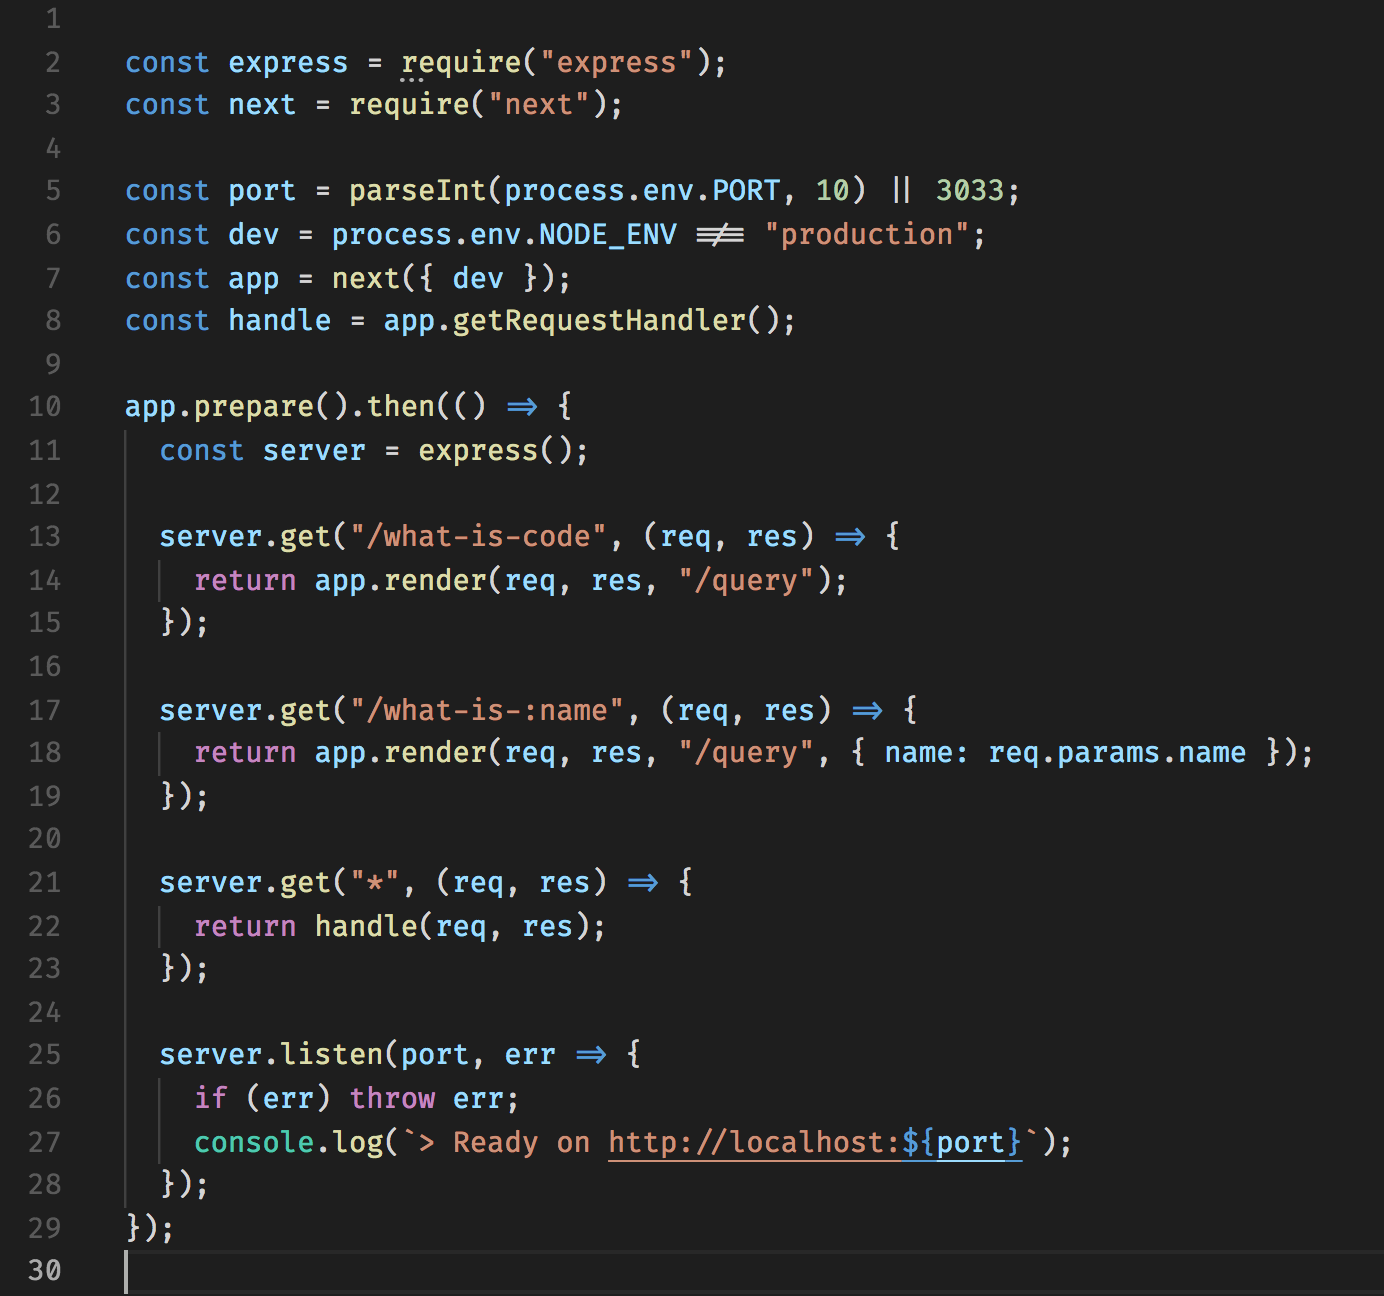 1
2 const express = require("express");
3 const next = require("next");
4
5 const port = parseInt(process.env.PORT, 10) || 3033;
6 const dev = process.env.NODE_ENV !== "production";
7 const app = next({ dev });
8 const handle = app.getRequestHandler();
9
10 app.prepare().then(() => {
11   const server = express();
12
13   server.get("/what-is-code", (req, res) => {
14     return app.render(req, res, "/query");
15   });
16
17   server.get("/what-is-:name", (req, res) => {
18     return app.render(req, res, "/query", { name: req.params.name });
19   });
20
21   server.get("*", (req, res) => {
22     return handle(req, res);
23   });
24
25   server.listen(port, err => {
26     if (err) throw err;
27     console.log(`> Ready on http://localhost:${port}`);
28   });
29 });
30